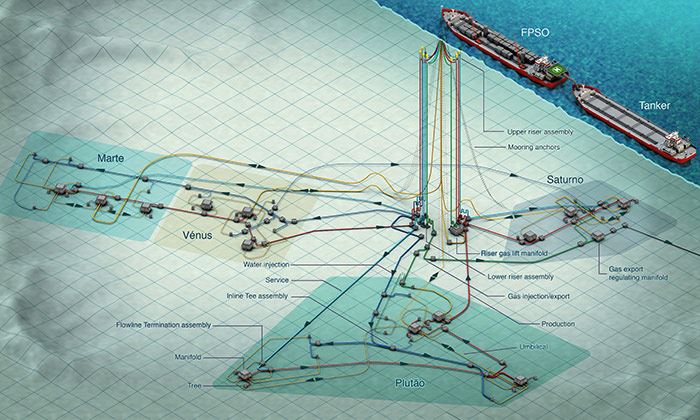 FPSO
Tanker
Upper riser assembly
Mooring anchors
Marte
Saturno
Vénus
Riser gas lift manifold
Water injection
Lower riser assembly
Gas export
regulating manifold
Service
Inline Tee assembly
Gas injection/export
Flowline Termination assembly
Production
Umbilical
Manifold
Tree
Plutão